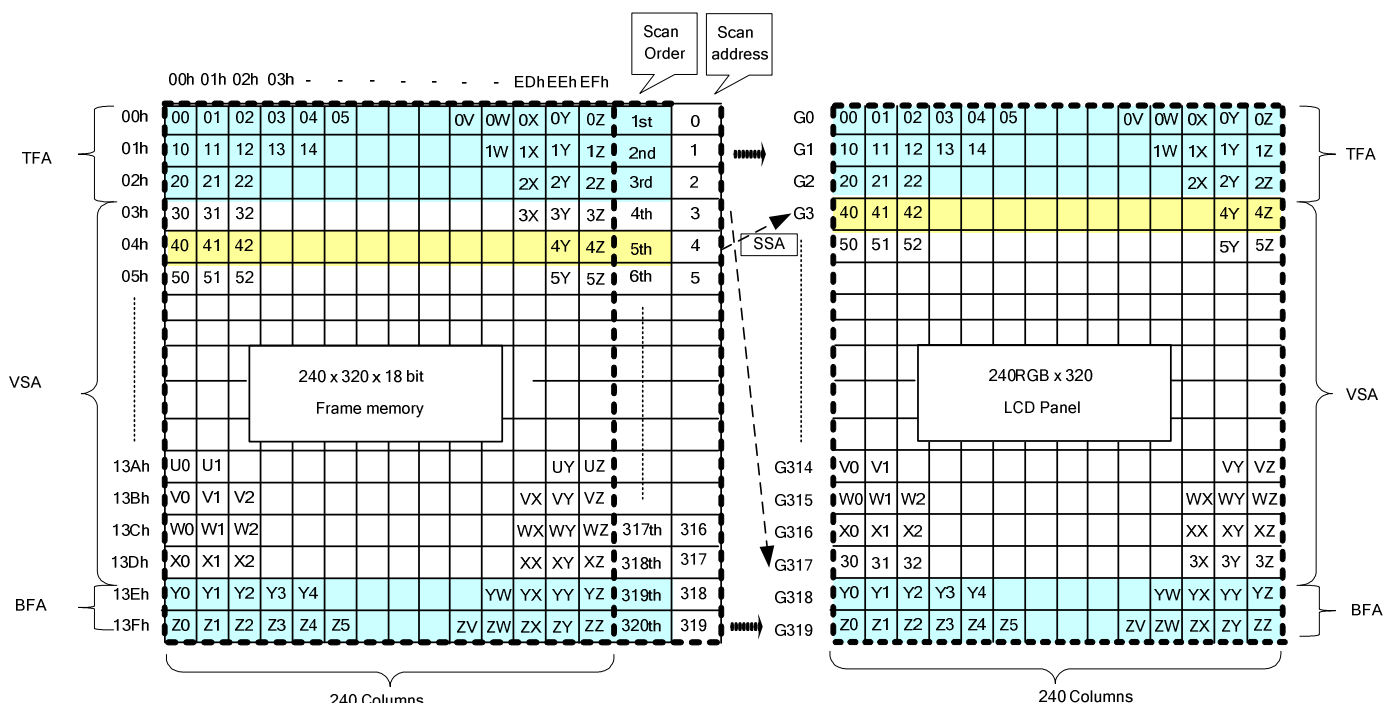 Scan Order
Scan address
00h 01h 02h 03h - - - - - - - EDh EEh EFh
TFA
00h 00 01 02 03 04 05 0V 0W 0X 0Y 0Z 1st 0
01h 10 11 12 13 14 1W 1X 1Y 1Z 2nd 1
02h 20 21 22 2X 2Y 2Z 3rd 2
VSA
03h 30 31 32 3X 3Y 3Z 4th 3
04h 40 41 42 4Y 4Z 5th 4
05h 50 51 52 5Y 5Z 6th 5
240 x 320 x 18 bit
Frame memory
13Ah U0 U1 UY UZ
13Bh V0 V1 V2 VX VY VZ
13Ch W0 W1 W2 WX WY WZ 317th 316
13Dh X0 X1 X2 XX XY XZ 318th 317
BFA
13Eh Y0 Y1 Y2 Y3 Y4 YW YX YY YZ 319th 318
13Fh Z0 Z1 Z2 Z3 Z4 Z5 ZV ZW ZX ZY ZZ 320th 319
240 Columns
SSA
G0 00 01 02 03 04 05 0V 0W 0X 0Y 0Z
G1 10 11 12 13 14 1W 1X 1Y 1Z
G2 20 21 22 2X 2Y 2Z
TFA
G3 40 41 42 4Y 4Z
50 51 52 5Y 5Z
240RGB x 320
LCD Panel
VSA
G314 V0 V1 VY VZ
G315 W0 W1 W2 WX WY WZ
G316 X0 X1 X2 XX XY XZ
G317 30 31 32 3X 3Y 3Z
G318 Y0 Y1 Y2 Y3 Y4 YW YX YY YZ
G319 Z0 Z1 Z2 Z3 Z4 Z5 ZV ZW ZX ZY ZZ
BFA
240 Columns